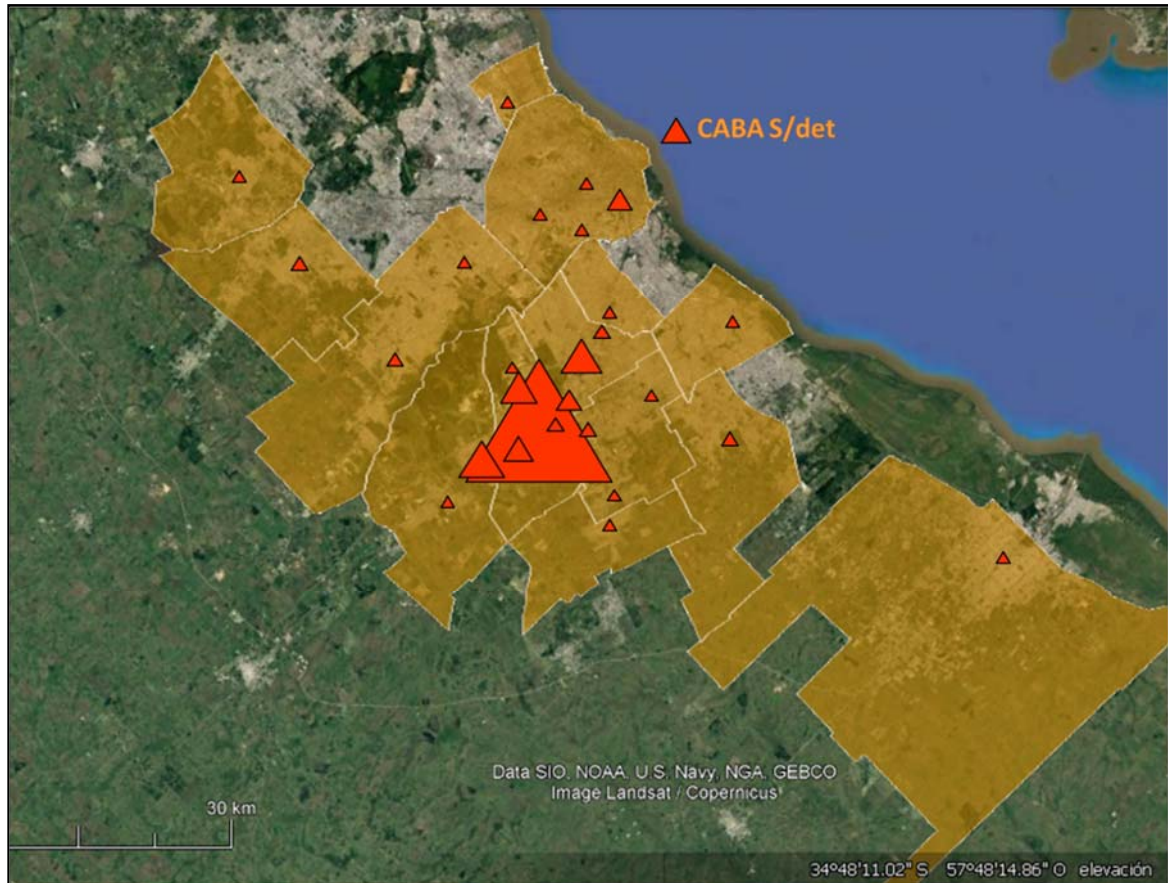 CABA S/det
Data SIO, NOAA, U.S. Navy, NGA, GEBCO
Image Landsat / Copernicus
30 km
34°48'11.02" S 57°48'14.86" O elevación